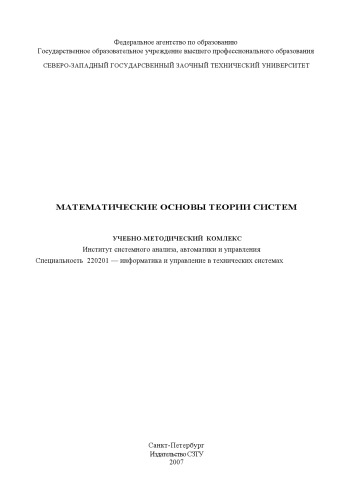 Федеральное агентство по образованию
Государственное образовательное учреждение высшего профессионального образования
СЕВЕРО-ЗАПАДНЫЙ ГОСУДАРСВЕННЫЙ ЗАОЧНЫЙ ТЕХНИЧЕСКИЙ УНИВЕРСИТЕТ
МАТЕМАТИЧЕСКИЕ ОСНОВЫ ТЕОРИИ СИСТЕМ
УЧЕБНО-МЕТОДИЧЕСКИЙ КОМЛЕКС
Институт системного анализа, автоматики и управления
Специальность 220201 — информатика и управление в технических системах
Санкт-Петербург
Издательство СЗТУ
2007